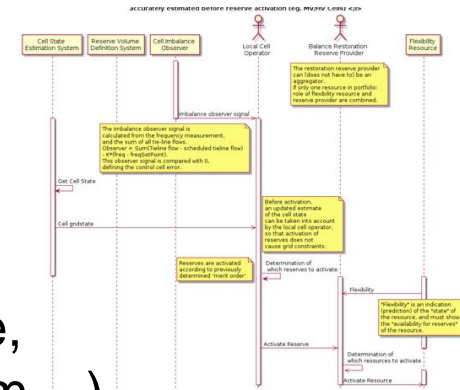 accurately estimated before reserve activation (eg. MV/HV Cells) </b>
Cell State
Estimation System
Reserve Volume
Definition System
Cell Imbalance
Observer
Local Cell
Operator
Balance Restoration
Reserve Provider
Flexibility
Resource
The restoration reserve provider
can (does not have to) be an
aggregator.
if only one resource in portfolio:
role of flexibility resource and
reserve provider are combined.
imbalance observer signal
The imbalance observer signal is
calculated from the frequency measurement,
and the sum of all tie-line flows.
Observer = Sum(Tieline flow - scheduled tieline flow)
- K*(freq - freqSetPoint).
This observer signal is compared with 0,
defining the control cell error.
Get Cell State
Before activation,
an updated estimate
of the cell state
can be taken into account
by the local cell operator,
so that activation of
reserves does not
cause grid constraints.
Cell gridstate
Reserves are activated
according to previously
determined 'merit order'
Determination of
which reserves to activate
Flexibility
"Flexibility" is an indication
(prediction) of the "state" of
the resource, and must show
the "availability for reserves"
of the resource.
e,
Activate Reserve
Determination of
which resources to activate
m...)
Activate Resource